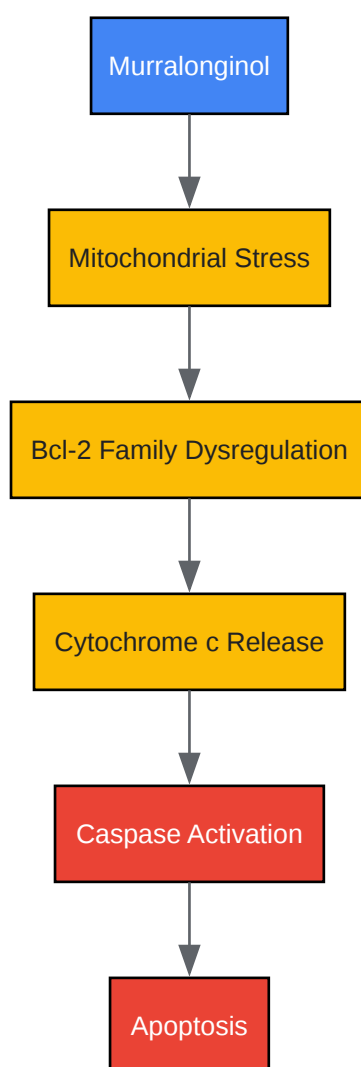 Murralonginol
Mitochondrial Stress
Bcl-2 Family Dysregulation
Cytochrome c Release
Caspase Activation
Apoptosis